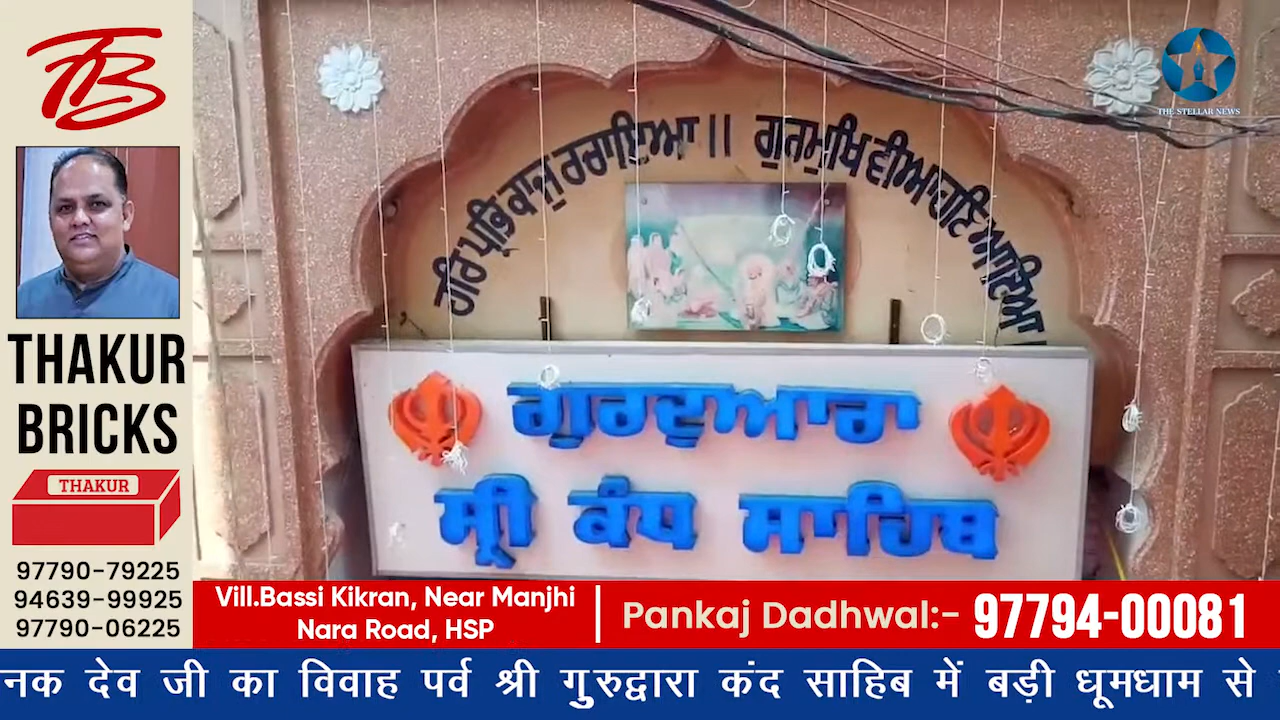 TB
THAKUR
BRICKS
THAKUR
97790-79225
94639-99925
97790-06225
THE STELLAR NEWS
ਹਰਿ ਪ੍ਰਭਿ ਕਾਜੁ ਰਚਾਇਆ ॥ ਗੁਰਮੁਖਿ ਵੀਆਹਣਿ ਆਇਆ
ਗੁਰਦੁਆਰਾ
ਸ੍ਰੀ ਕੰਧ ਸਾਹਿਬ
Vill.Bassi Kikran, Near Manjhi
Nara Road, HSP
Pankaj Dadhwal:- 97794-00081
नक देव जी का विवाह पर्व श्री गुरुद्वारा कंद साहिब में बड़ी धूमधाम से